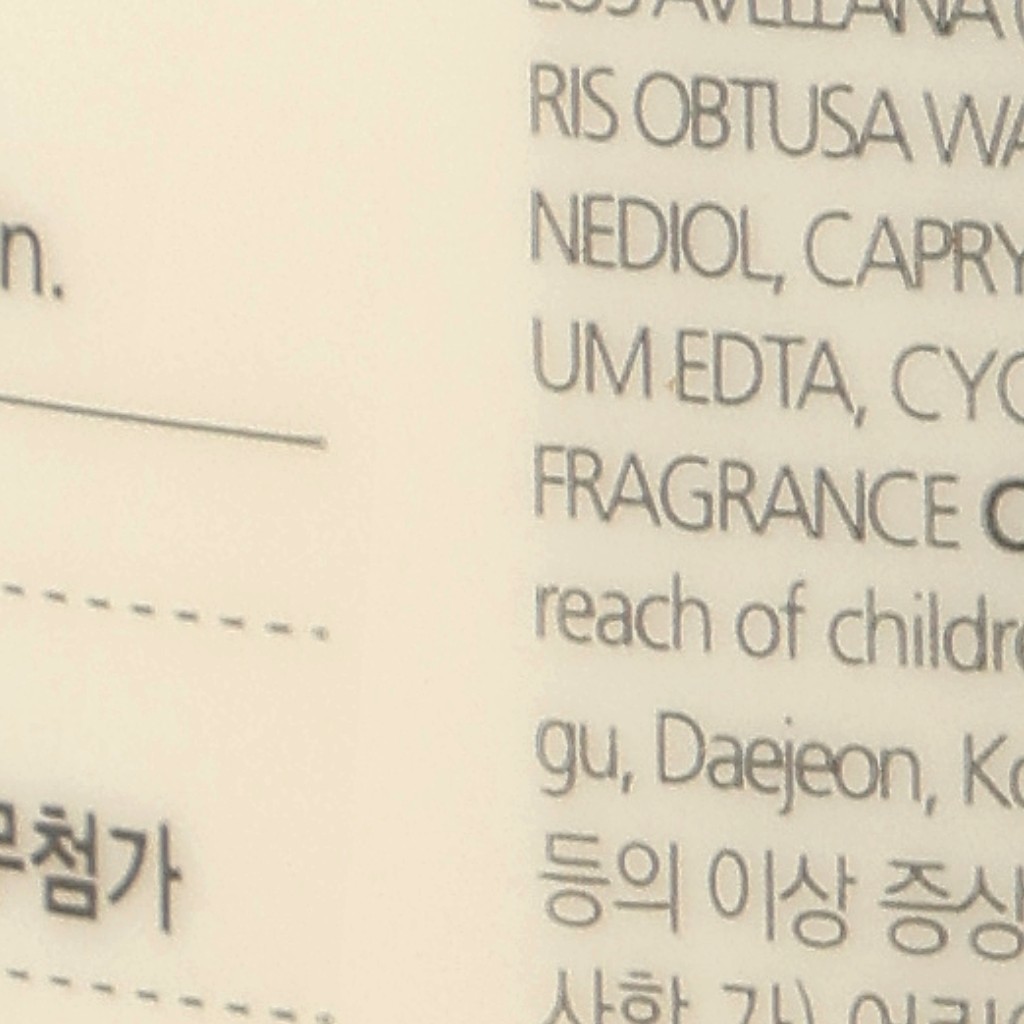 n.
무첨가
RIS OBTUSA WA
NEDIOL, CAPRY
UM EDTA, CYC
FRAGRANCE C
reach of childre
gu, Daejeon, Ko
등의 이상 증상